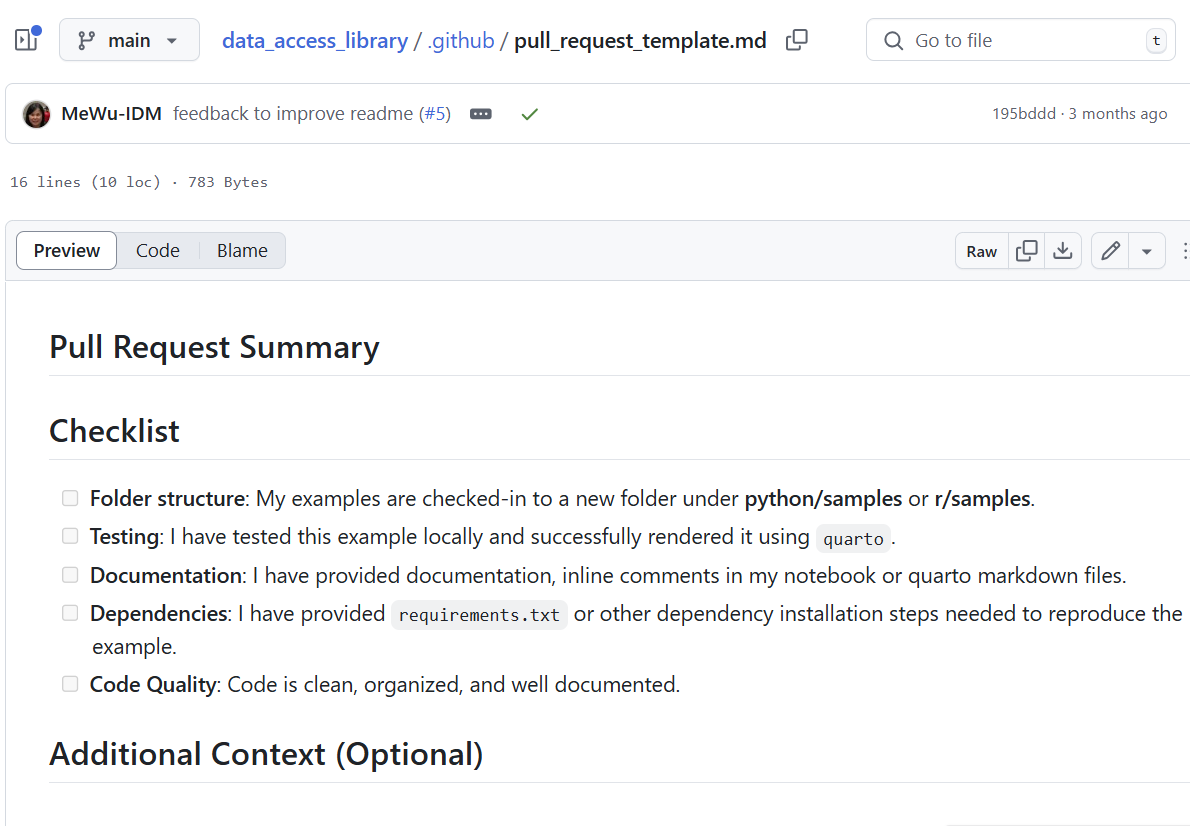 main
data_access_library / .github / pull_request_template.md
Go to file
t
MeWu-IDM feedback to improve readme (#5)
195bddd · 3 months ago
16 lines (10 loc) · 783 Bytes
Preview Code Blame
Raw
Pull Request Summary
Checklist
Folder structure: My examples are checked-in to a new folder under python/samples or r/samples.
Testing: I have tested this example locally and successfully rendered it using quarto.
Documentation: I have provided documentation, inline comments in my notebook or quarto markdown files.
Dependencies: I have provided requirements.txt or other dependency installation steps needed to reproduce the
example.
Code Quality: Code is clean, organized, and well documented.
Additional Context (Optional)